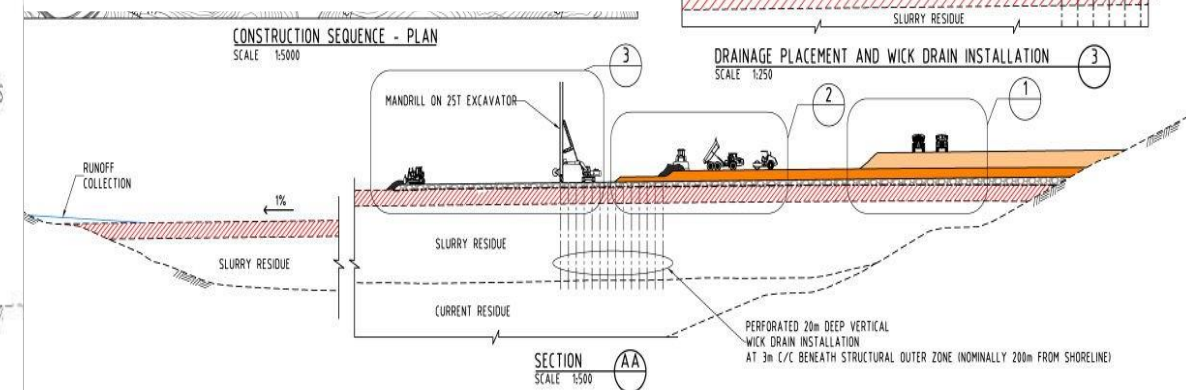 SLURRY RESIDUE
CONSTRUCTION SEQUENCE - PLAN
SCALE 1:5000
DRAINAGE PLACEMENT AND WICK DRAIN INSTALLATION
3
SCALE 1:250
3
MANDRILL ON 25T EXCAVATOR
2
1
RUNOFF
COLLECTION
1%
SLURRY RESIDUE
SLURRY RESIDUE
CURRENT RESIDUE
PERFORATED 20m DEEP VERTICAL
WICK DRAIN INSTALLATION
AT 3m C/C BENEATH STRUCTURAL OUTER ZONE (NOMINALLY 200m FROM SHORELINE)
SECTION AA
SCALE 1:500